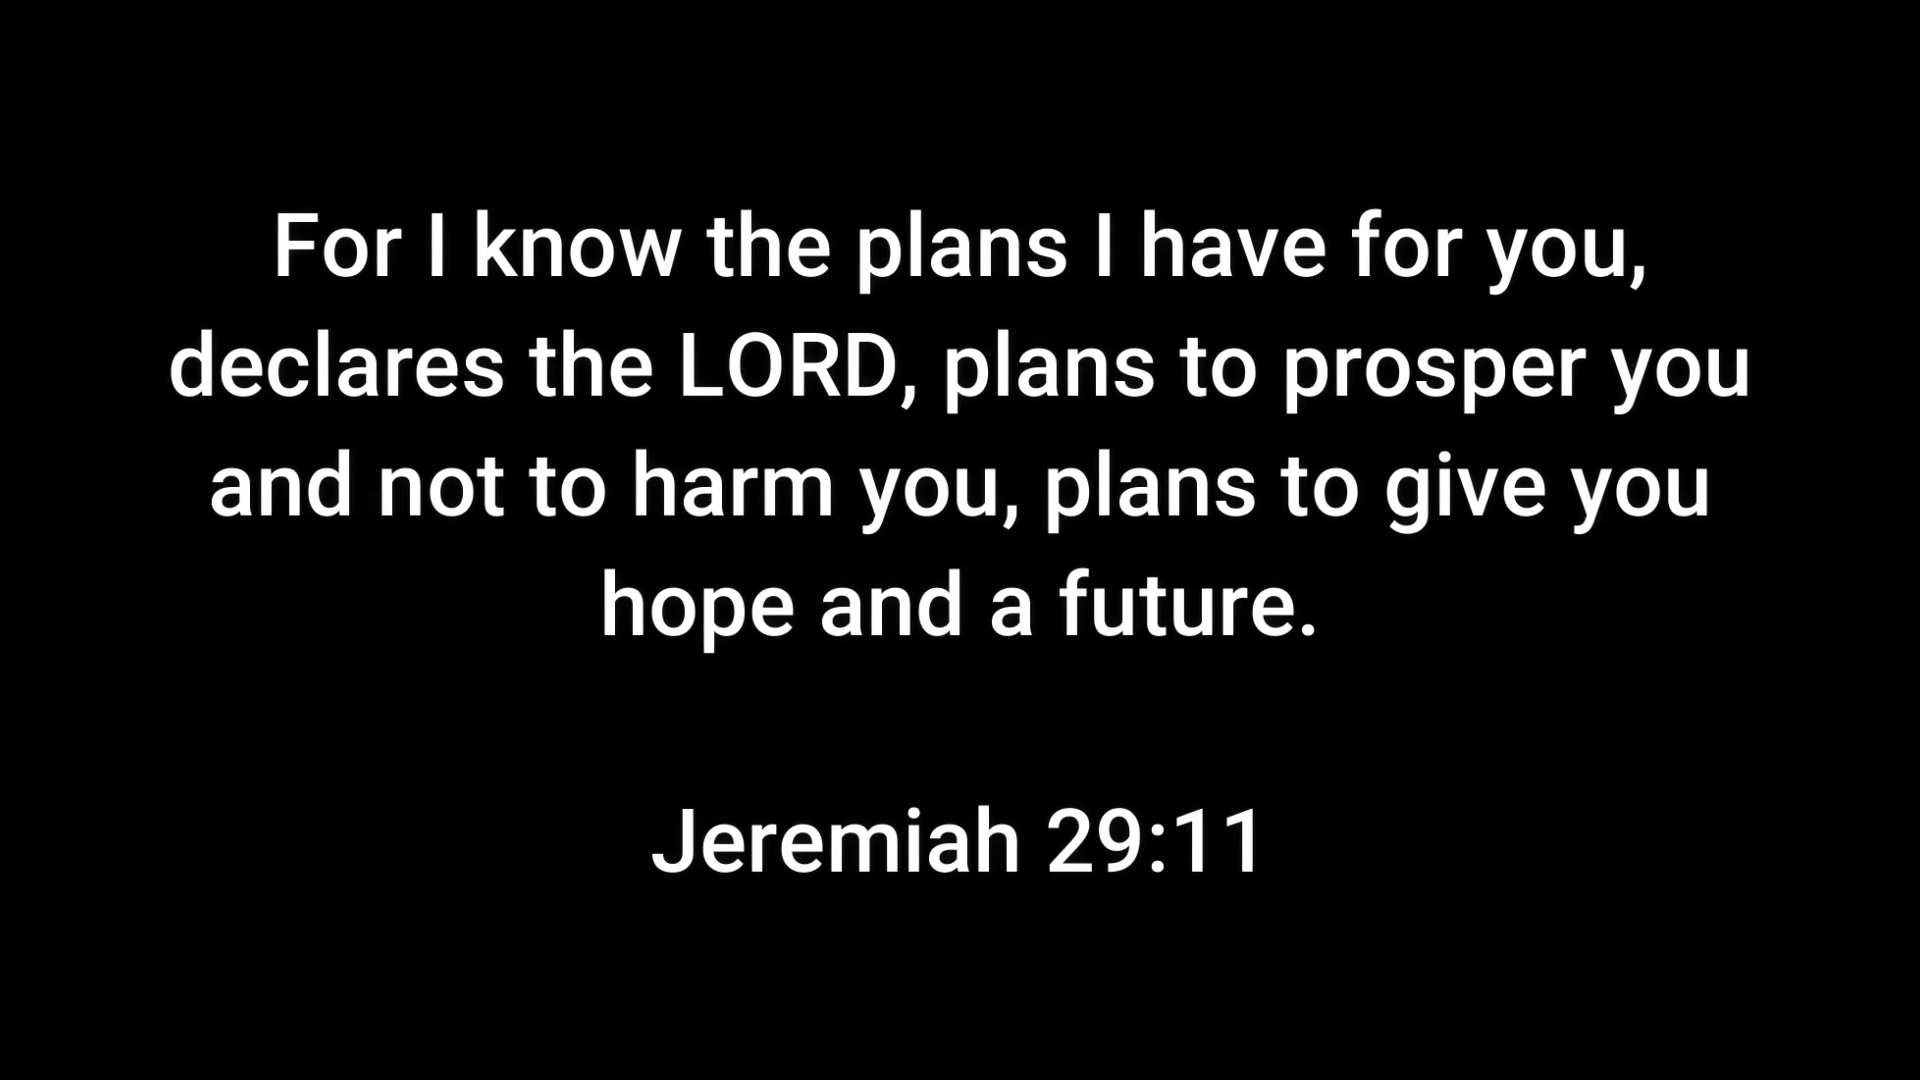 For I know the plans I have for you,
declares the LORD, plans to prosper you
and not to harm you, plans to give you
hope and a future.
Jeremiah 29:11